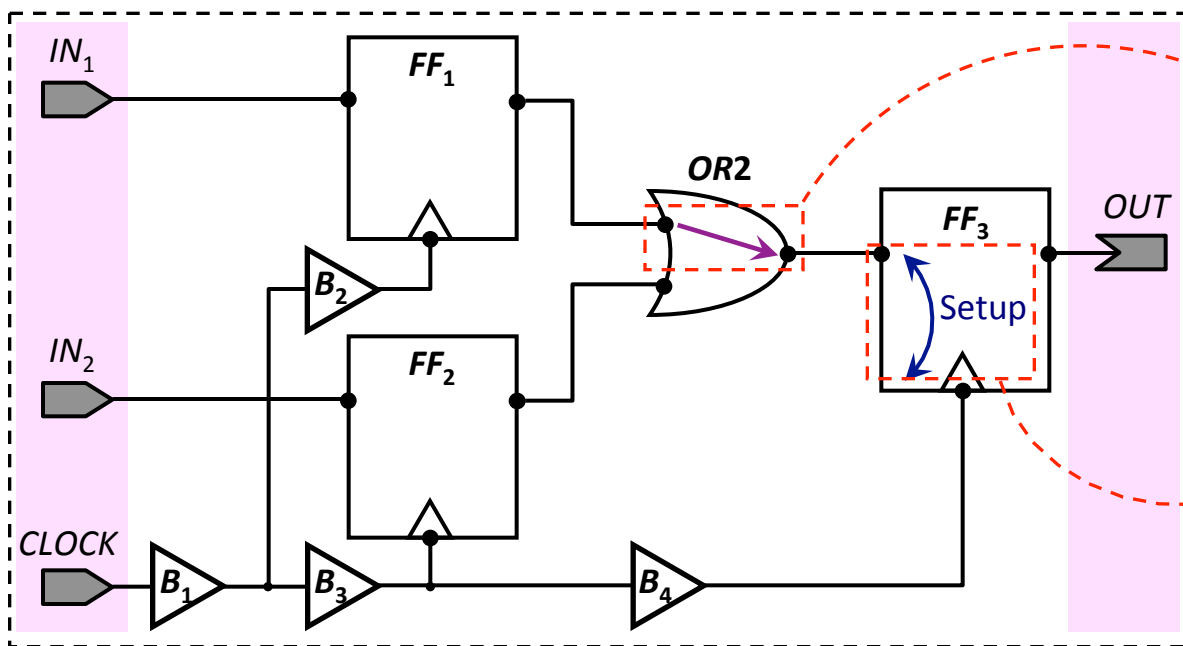 IN₁
FF₁
OR2
FF₃
OUT
B₂
Setup
IN₂
FF₂
CLOCK
B₁
B₃
B₄